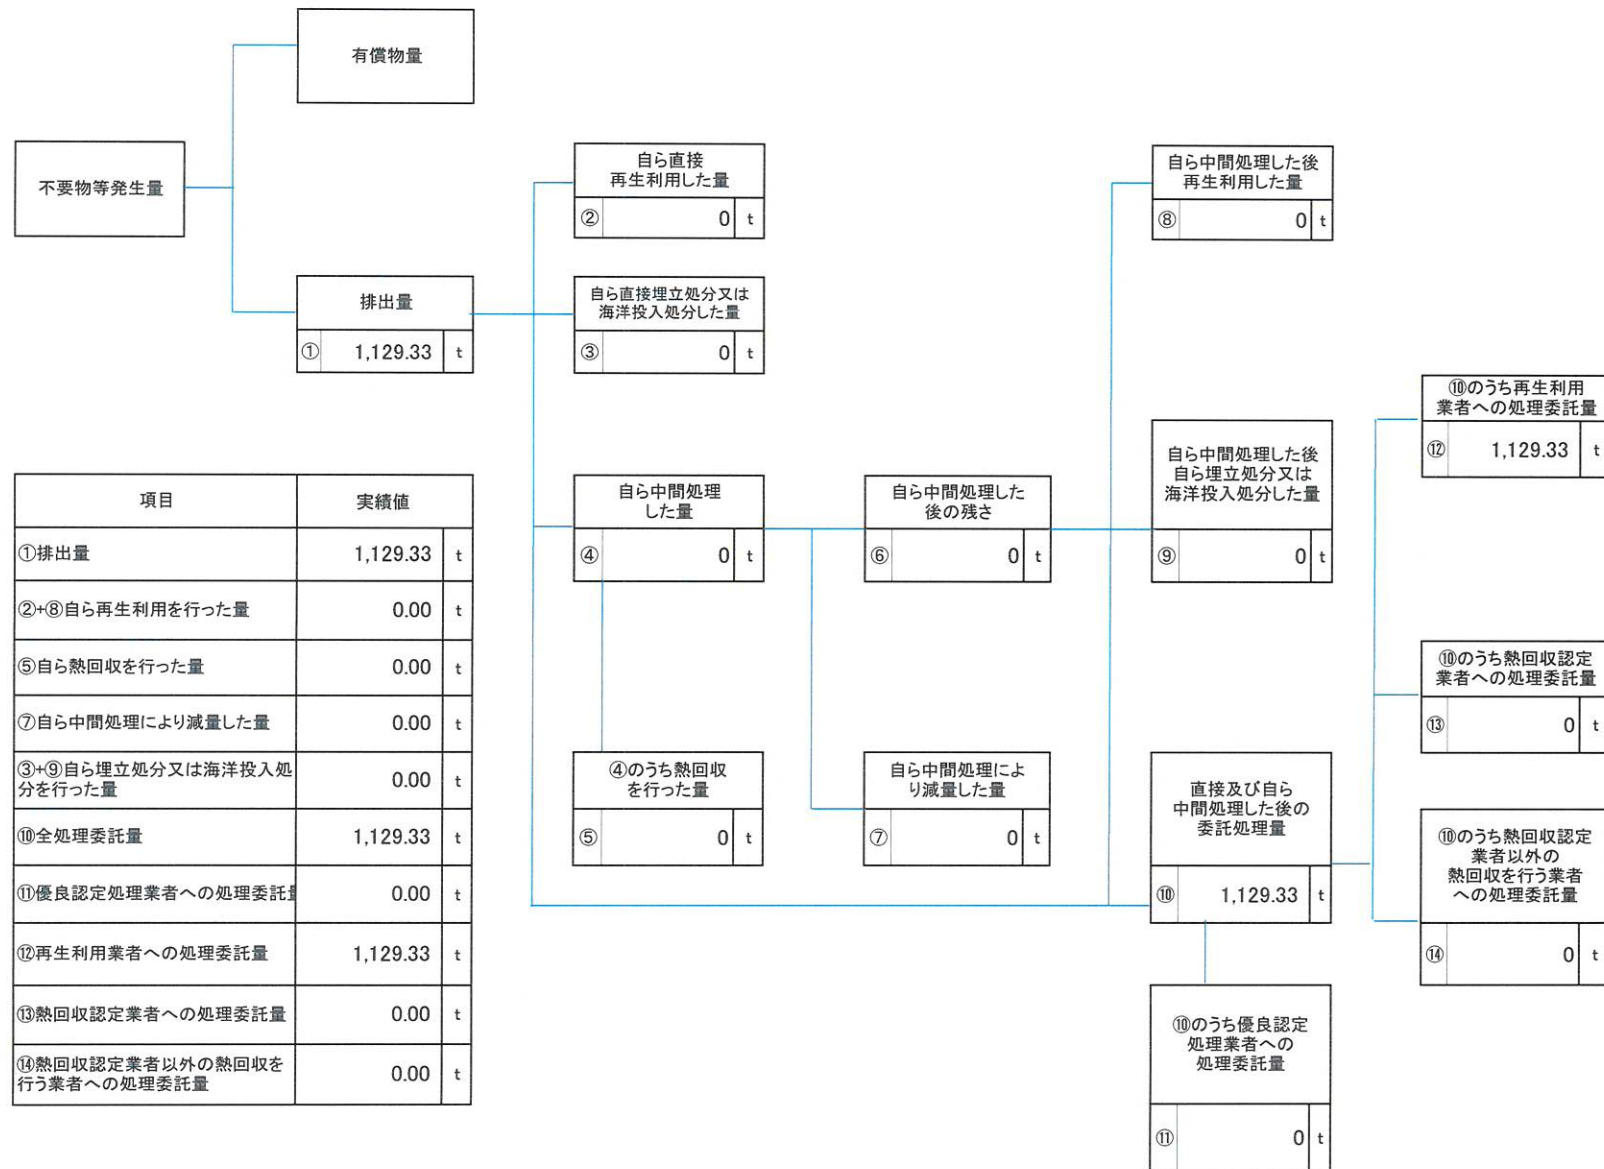 有償物量
不要物等発生量
排出量
① 1,129.33 t
自ら直接
再生利用した量
② 0 t
自ら直接埋立処分又は
海洋投入処分した量
③ 0 t
自ら中間処理
した量
④ 0 t
④のうち熱回収
を行った量
⑤ 0 t
自ら中間処理した
後の残さ
⑥ 0 t
自ら中間処理によ
り減量した量
⑦ 0 t
自ら中間処理した後
再生利用した量
⑧ 0 t
自ら中間処理した後
自ら埋立処分又は
海洋投入処分した量
⑨ 0 t
直接及び自ら
中間処理した後の
委託処理量
⑩ 1,129.33 t
⑩のうち優良認定
処理業者への
処理委託量
⑪ 0 t
⑩のうち再生利用
業者への処理委託量
⑫ 1,129.33 t
⑩のうち熱回収認定
業者への処理委託量
⑬ 0 t
⑩のうち熱回収認定
業者以外の
熱回収を行う業者
への処理委託量
⑭ 0 t
項目 実績値
①排出量 1,129.33 t
②+⑧自ら再生利用を行った量 0.00 t
⑤自ら熱回収を行った量 0.00 t
⑦自ら中間処理により減量した量 0.00 t
③+⑨自ら埋立処分又は海洋投入処
分を行った量 0.00 t
⑩全処理委託量 1,129.33 t
⑪優良認定処理業者への処理委託量 0.00 t
⑫再生利用業者への処理委託量 1,129.33 t
⑬熱回収認定業者への処理委託量 0.00 t
⑭熱回収認定業者以外の熱回収を
行う業者への処理委託量 0.00 t